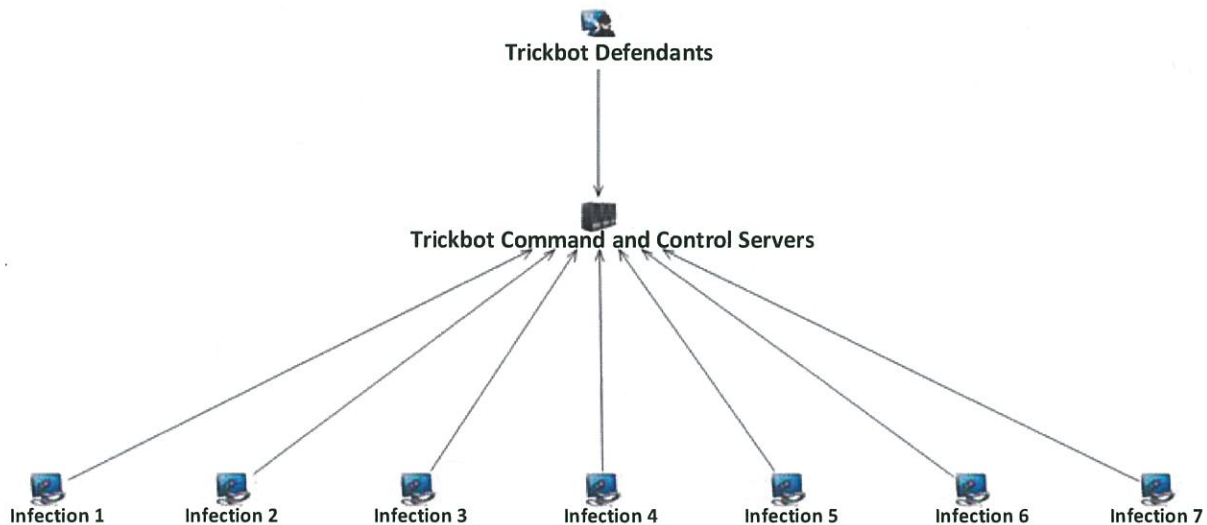 Trickbot Defendants
Trickbot Command and Control Servers
Infection 1 Infection 2 Infection 3 Infection 4 Infection 5 Infection 6 Infection 7